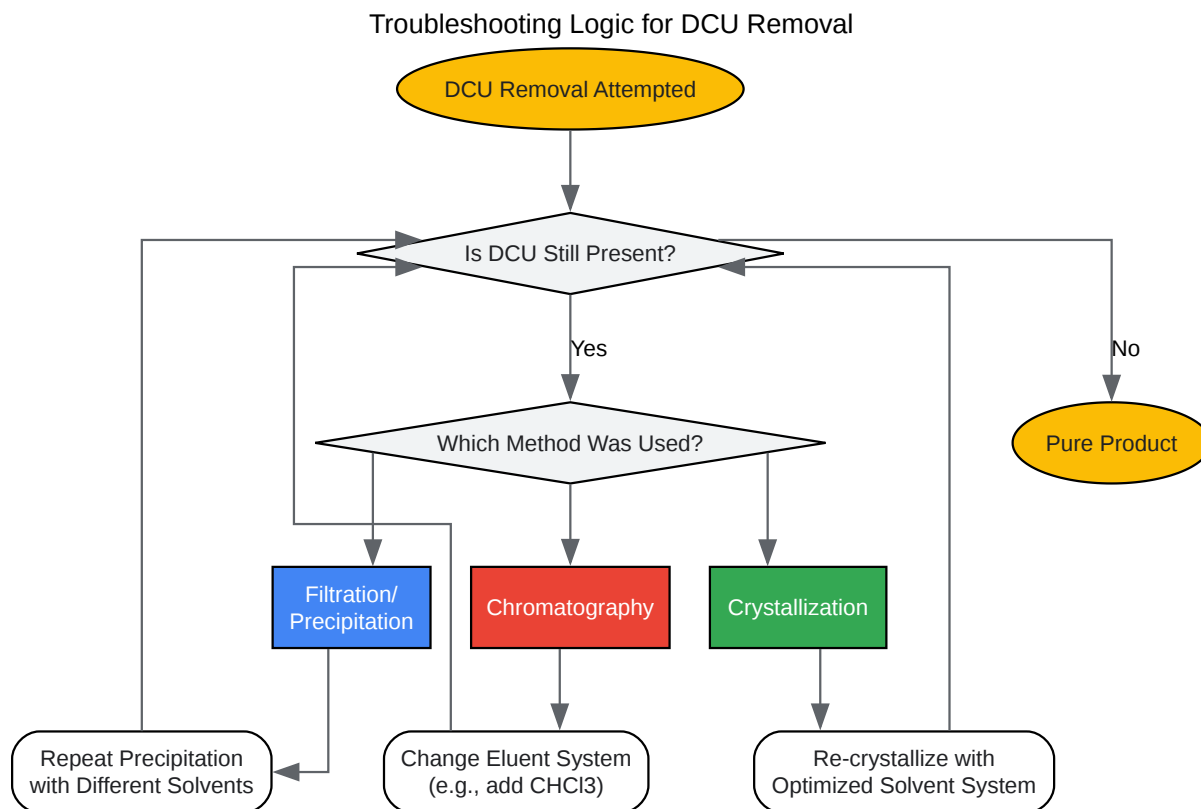 Troubleshooting Logic for DCU Removal
DCU Removal Attempted
Is DCU Still Present?
Yes
No
Which Method Was Used?
Pure Product
Filtration/
Precipitation
Chromatography
Crystallization
Repeat Precipitation
with Different Solvents
Change Eluent System
(e.g., add CHCl3)
Re-crystallize with
Optimized Solvent System